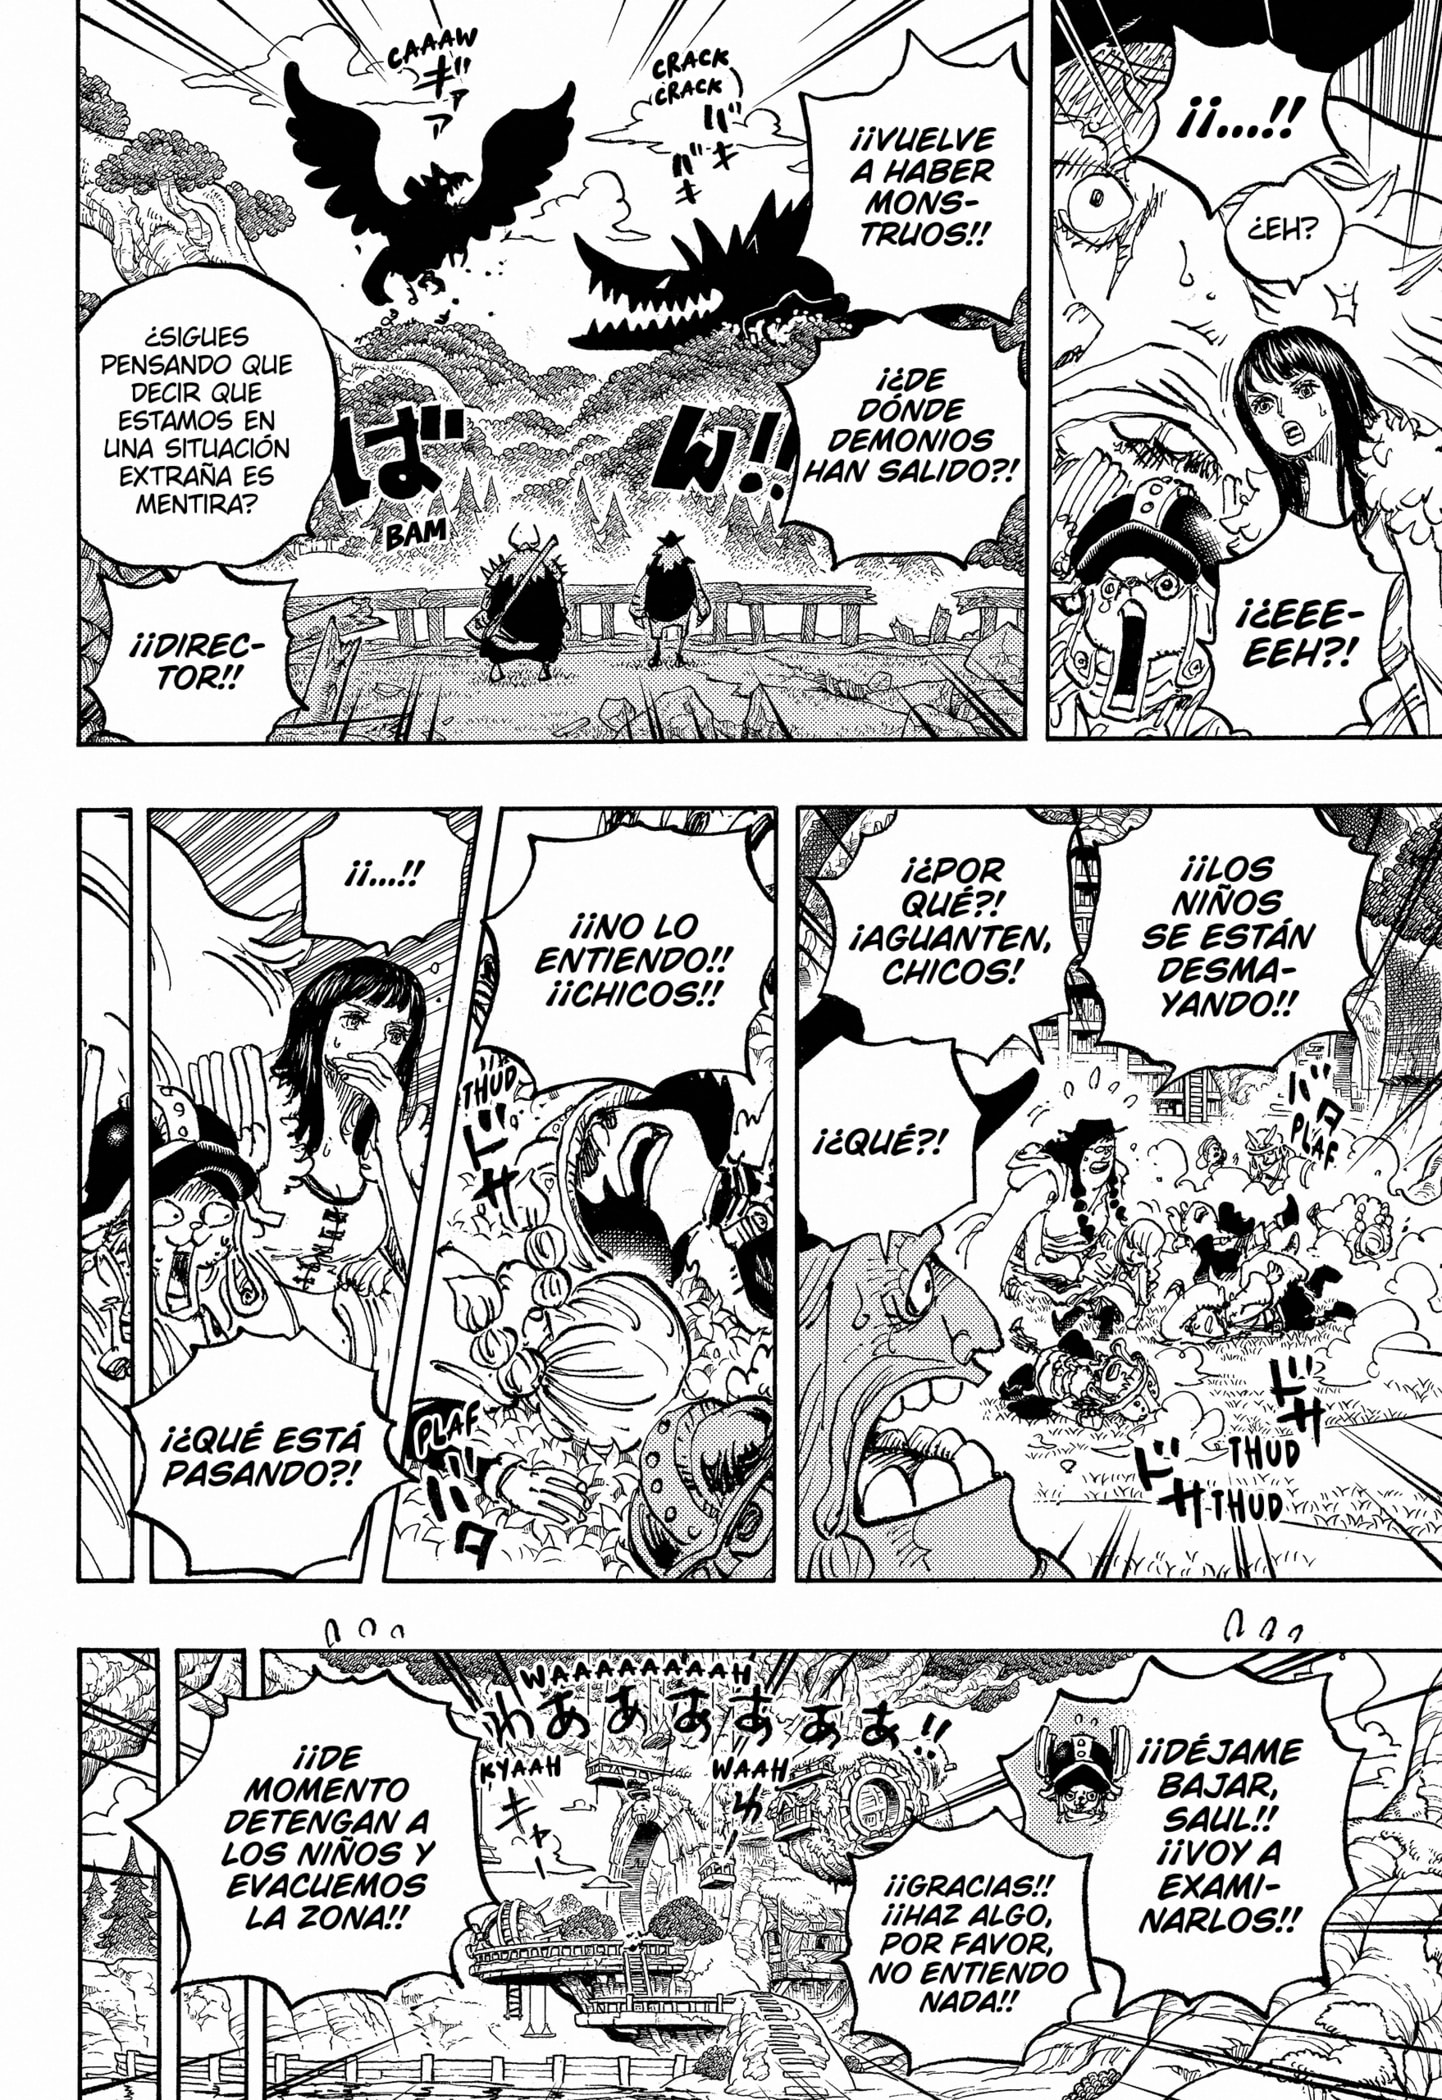 ¡¡...!!
¿EH?
¡¿EEE-
EEH?!
CRACK
CRACK
バキ
バキ
CAAAW
ギァァ
¡¡VUELVE
A HABER
MONS-
TRUOS!!
¡¿DE
DÓNDE
DEMONIOS
HAN SALIDO?!
ばん!!
BAM
¿SIGUES
PENSANDO QUE
DECIR QUE
ESTAMOS EN
UNA SITUACIÓN
EXTRAÑA ES
MENTIRA?
¡¡DIREC-
TOR!!
¡¡LOS
NIÑOS
SE ESTÁN
DESMA-
YANDO!!
¡¿POR
QUÉ?!
¡AGUANTEN,
CHICOS!
¡¿QUÉ?!
バタ
PLAF
ドサ
THUD
ドサ
THUD
¡¡NO LO
ENTIENDO!!
¡¡CHICOS!!
THUD
ドサ
PLAF
バタ
¡¡...!!
¡¿QUÉ ESTÁ
PASANDO?!
¡¡DÉJAME
BAJAR,
SAUL!!
¡¡VOY A
EXAMI-
NARLOS!!
¡¡GRACIAS!!
¡¡HAZ ALGO,
POR FAVOR,
NO ENTIENDO
NADA!!
WAAAAAAAAH
わああああああ!!
KYAAH
キャー
WAAH
わー
¡¡DE
MOMENTO
DETENGAN A
LOS NIÑOS Y
EVACUEMOS
LA ZONA!!